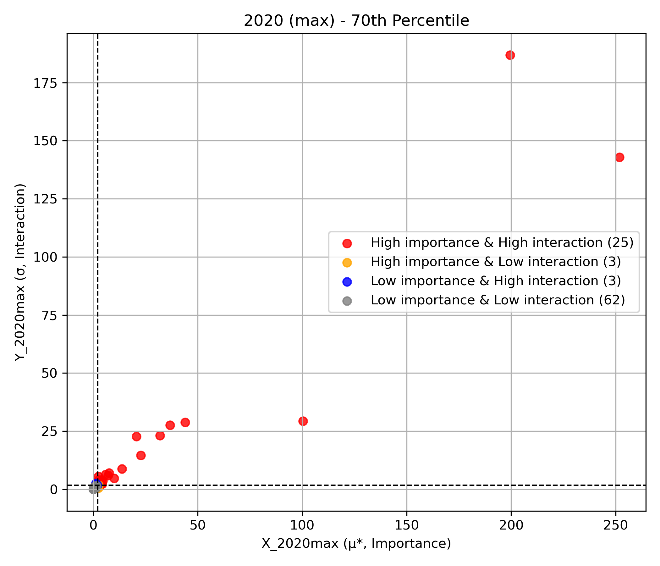 2020 (max) - 70th Percentile
175
150
125
100
75
50
25
0
Y_2020max (σ, Interaction)
High importance & High interaction (25)
High importance & Low interaction (3)
Low importance & High interaction (3)
Low importance & Low interaction (62)
0 50 100 150 200 250
X_2020max (μ*, Importance)